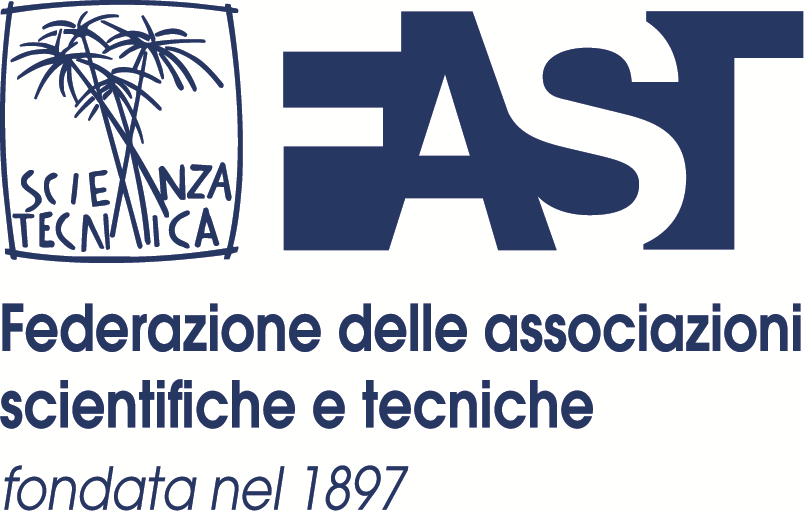 SCIENZA
TECNICA
FAST
Federazione delle associazioni
scientifiche e tecniche
fondata nel 1897